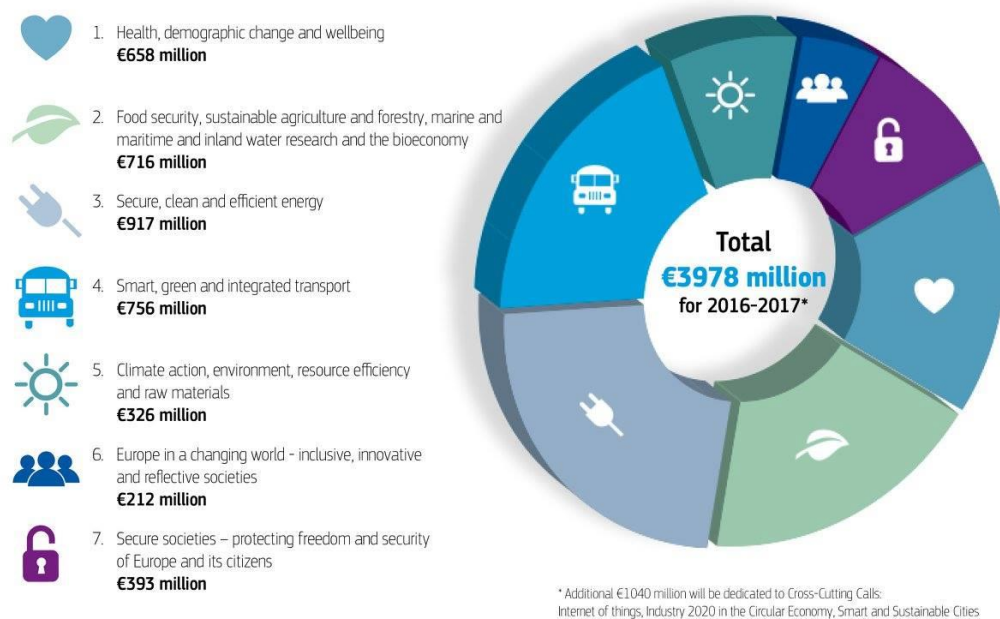 1. Health, demographic change and wellbeing
€658 million
2. Food security, sustainable agriculture and forestry, marine and
maritime and inland water research and the bioeconomy
€716 million
3. Secure, clean and efficient energy
€917 million
4. Smart, green and integrated transport
€756 million
5. Climate action, environment, resource efficiency
and raw materials
€326 million
6. Europe in a changing world - inclusive, innovative
and reflective societies
€212 million
7. Secure societies – protecting freedom and security
of Europe and its citizens
€393 million
Total
€3978 million
for 2016-2017*
* Additional €1040 million will be dedicated to Cross-Cutting Calls:
Internet of things, Industry 2020 in the Circular Economy, Smart and Sustainable Cities